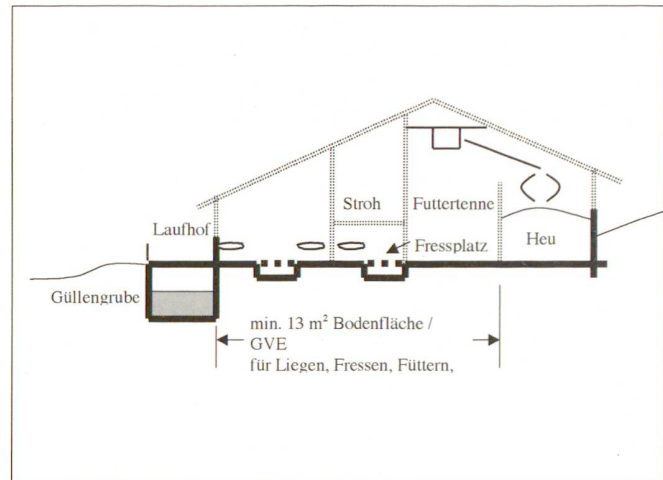 Stroh
Futtertenne
Laufhof
Fressplatz
Heu
Güllengrube
min. 13 m² Bodenfläche /
GVE
für Liegen, Fressen, Füttern,